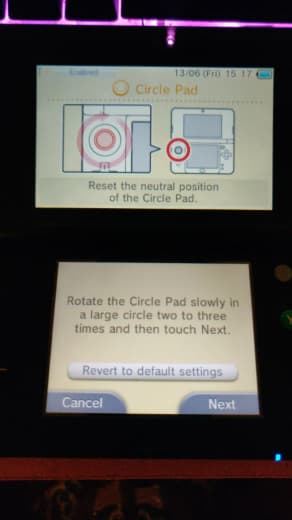 13/06 (Fri) 15 17
Circle Pad
Reset the neutral position
of the Circle Pad.
Rotate the Circle Pad slowly in
a large circle two to three
times and then touch Next.
Revert to default settings
Cancel
Next